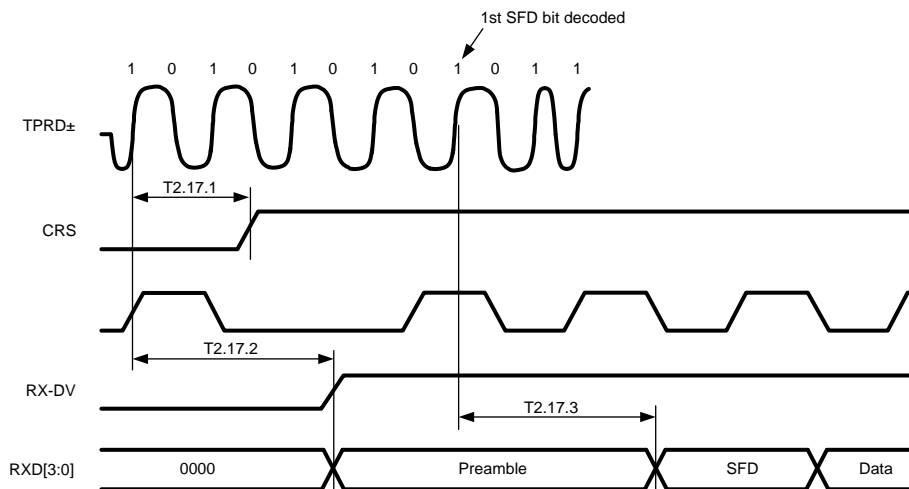 1st SFD bit decoded
1 0 1 0 1 0 1 0 1 0 1 1
TPRD±
T2.17.1
CRS
T2.17.2
RX-DV
T2.17.3
RXD[3:0]
0000
Preamble
SFD
Data